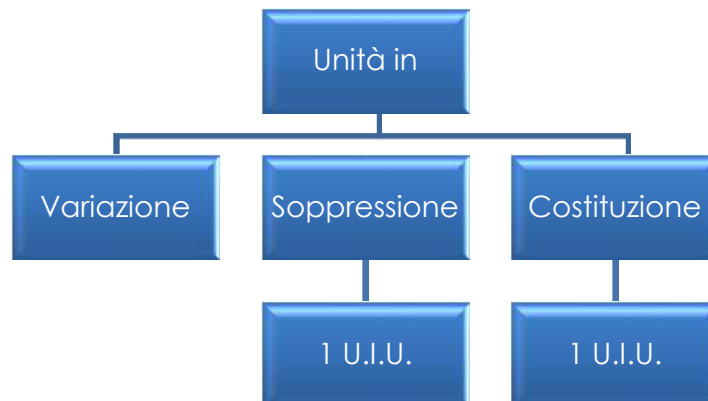 Unità in
Variazione
Soppressione
Costituzione
1 U.I.U.
1 U.I.U.